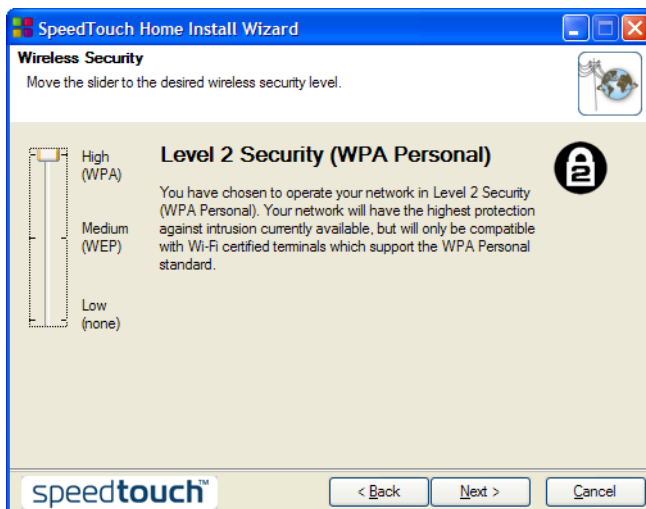 SpeedTouch Home Install Wizard
Wireless Security
Move the slider to the desired wireless security level.
High
(WPA)
Medium
(WEP)
Low
(none)
Level 2 Security (WPA Personal)
2
You have chosen to operate your network in Level 2 Security
(WPA Personal). Your network will have the highest protection
against intrusion currently available, but will only be compatible
with Wi-Fi certified terminals which support the WPA Personal
standard.
speedtouch™
< Back
Next >
Cancel